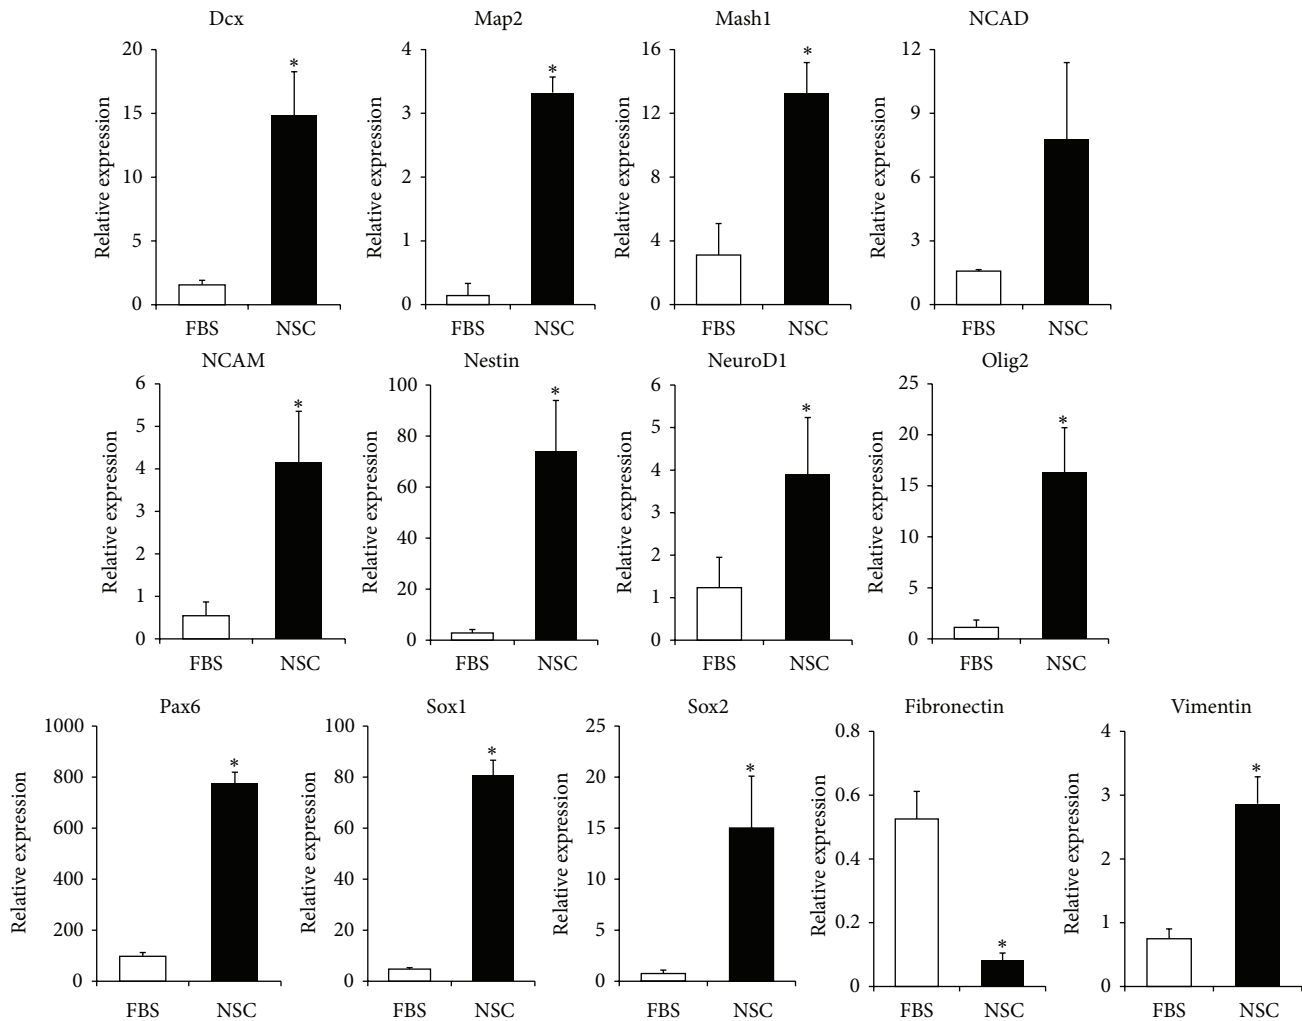 Dcx
Map2
Mash1
NCAD
Relative expression
20
15
10
5
0
*
FBS
NSC
Relative expression
4
3
2
1
0
*
FBS
NSC
Relative expression
16
12
8
4
0
*
FBS
NSC
Relative expression
12
9
6
3
0
FBS
NSC
NCAM
Nestin
NeuroD1
Olig2
Relative expression
6
5
4
3
2
1
0
*
FBS
NSC
Relative expression
100
80
60
40
20
0
*
FBS
NSC
Relative expression
6
5
4
3
2
1
0
*
FBS
NSC
Relative expression
25
20
15
10
5
0
*
FBS
NSC
Pax6
Sox1
Sox2
Fibronectin
Vimentin
Relative expression
1000
800
600
400
200
0
*
FBS
NSC
Relative expression
100
80
60
40
20
0
*
FBS
NSC
Relative expression
25
20
15
10
5
0
*
FBS
NSC
Relative expression
0.8
0.6
0.4
0.2
0.0
*
FBS
NSC
Relative expression
4
3
2
1
0
*
FBS
NSC